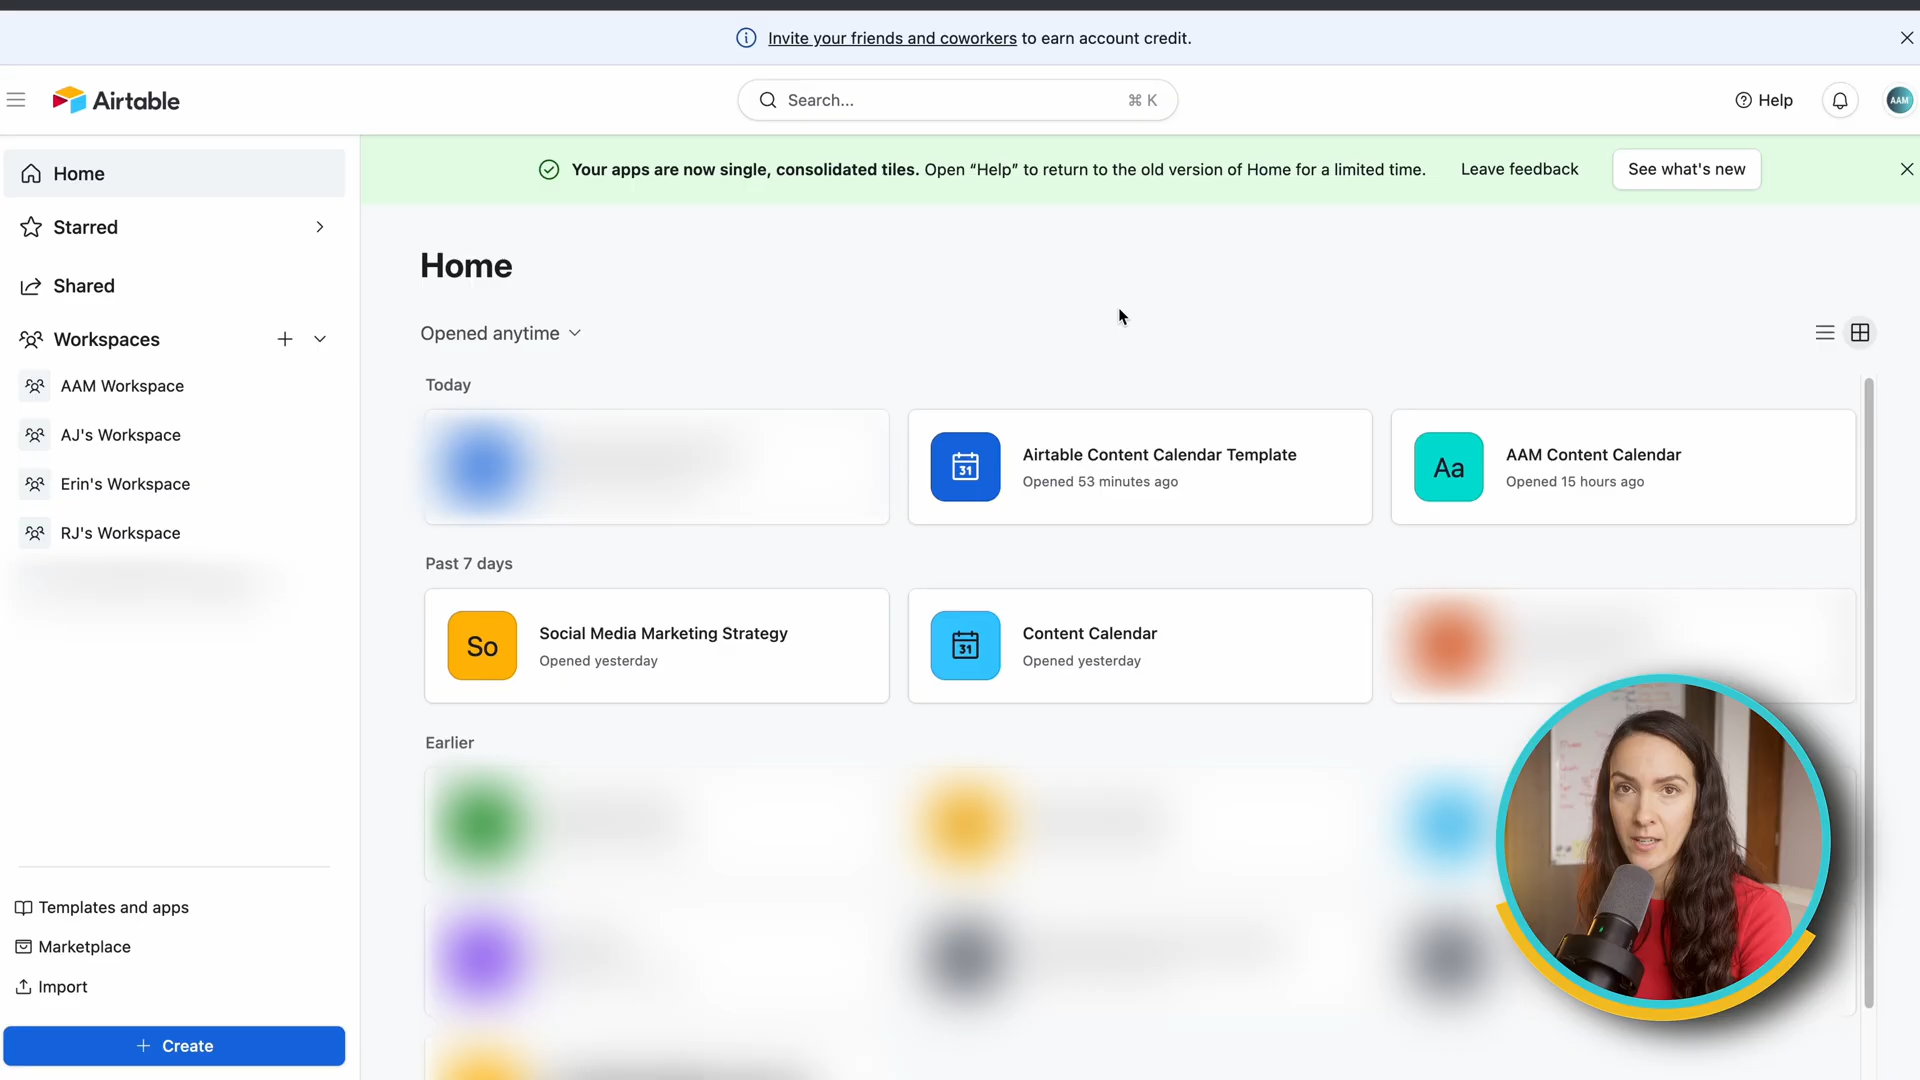 Invite your friends and coworkers to earn account credit.
Airtable
Search...
⌘ K
Help
AAM
Home
Starred
Shared
Workspaces
AAM Workspace
AJ's Workspace
Erin's Workspace
RJ's Workspace
Templates and apps
Marketplace
Import
+ Create
Your apps are now single, consolidated tiles. Open “Help” to return to the old version of Home for a limited time.
Leave feedback
See what's new
Home
Opened anytime
Today
31
Airtable Content Calendar Template
Opened 53 minutes ago
Aa
AAM Content Calendar
Opened 15 hours ago
Past 7 days
So
Social Media Marketing Strategy
Opened yesterday
31
Content Calendar
Opened yesterday
Earlier